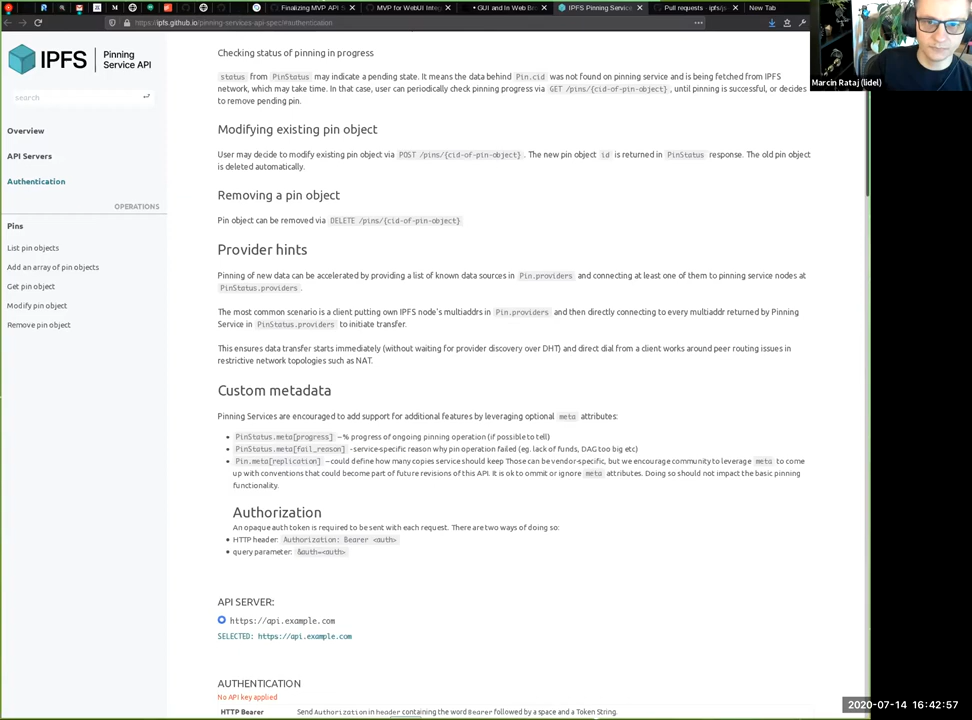 Finalizing MVP API S
MVP for WebUI Integ
GUI and In Web Br
IPFS Pinning Servic
Pull requests · ipfs/js
New Tab
https://ipfs.github.io/pinning-services-api-spec/#authentication
Marcin Rataj (lidel)
IPFS
Pinning
Service API
search
Overview
API Servers
Authentication
OPERATIONS
Pins
List pin objects
Add an array of pin objects
Get pin object
Modify pin object
Remove pin object
Checking status of pinning in progress
status from PinStatus may indicate a pending state. It means the data behind Pin.cid was not found on pinning service and is being fetched from IPFS
network, which may take time. In that case, user can periodically check pinning progress via GET /pins/{cid-of-pin-object} , until pinning is successful, or decides
to remove pending pin.
Modifying existing pin object
User may decide to modify existing pin object via POST /pins/{cid-of-pin-object} . The new pin object id is returned in PinStatus response. The old pin object
is deleted automatically.
Removing a pin object
Pin object can be removed via DELETE /pins/{cid-of-pin-object}
Provider hints
Pinning of new data can be accelerated by providing a list of known data sources in Pin.providers and connecting at least one of them to pinning service nodes at
PinStatus.providers .
The most common scenario is a client putting own IPFS node's multiaddrs in Pin.providers and then directly connecting to every multiaddr returned by Pinning
Service in PinStatus.providers to initiate transfer.
This ensures data transfer starts immediately (without waiting for provider discovery over DHT) and direct dial from a client works around peer routing issues in
restrictive network topologies such as NAT.
Custom metadata
Pinning Services are encouraged to add support for additional features by leveraging optional meta attributes:
PinStatus.meta[progress] – % progress of ongoing pinning operation (if possible to tell)
PinStatus.meta[fail_reason] -service-specific reason why pin operation failed (eg. lack of funds, DAG too big etc)
Pin.meta[replication] – could define how many copies service should keep Those can be vendor-specific, but we encourage community to leverage meta to come
up with conventions that could become part of future revisions of this API. It is ok to ommit or ignore meta attributes. Doing so should not impact the basic pinning
functionality.
Authorization
An opaque auth token is required to be sent with each request. There are two ways of doing so:
HTTP header: Authorization: Bearer <auth>
query parameter: &auth=<auth>
API SERVER:
https://api.example.com
SELECTED: https://api.example.com
AUTHENTICATION
No API key applied
HTTP Bearer Send Authorization in header containing the word Bearer followed by a space and a Token String.
2020-07-14 16:42:57